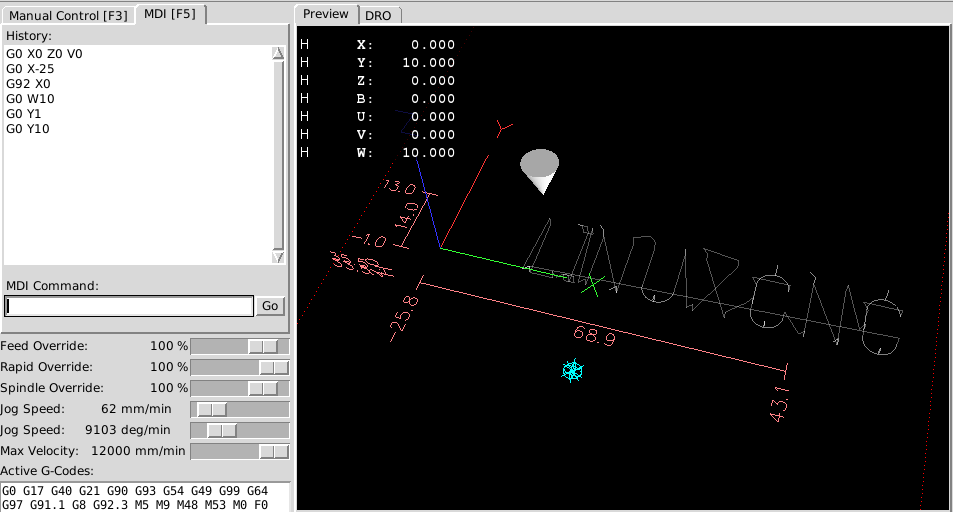 Manual Control [F3] MDI [F5]
History:
G0 X0 Z0 V0
G0 X-25
G92 X0
G0 W10
G0 Y1
G0 Y10
MDI Command:
Go
Feed Override: 100 %
Rapid Override: 100 %
Spindle Override: 100 %
Jog Speed: 62 mm/min
Jog Speed: 9103 deg/min
Max Velocity: 12000 mm/min
Active G-Codes:
G0 G17 G40 G21 G90 G93 G54 G49 G99 G64
G97 G91.1 G8 G92.3 M5 M9 M48 M53 M0 F0
Preview DRO
H X: 0.000
H Y: 10.000
H Z: 0.000
H B: 0.000
H U: 0.000
H V: 0.000
H W: 10.000
Y
13.0
14.0
-1.0
X
LINUXCNC
-25.8
68.9
43.1